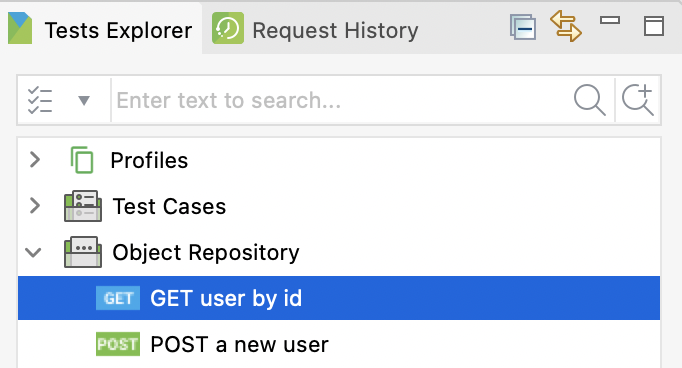 Tests Explorer Request History
Enter text to search...
Profiles
Test Cases
Object Repository
GET GET user by id
POST POST a new user